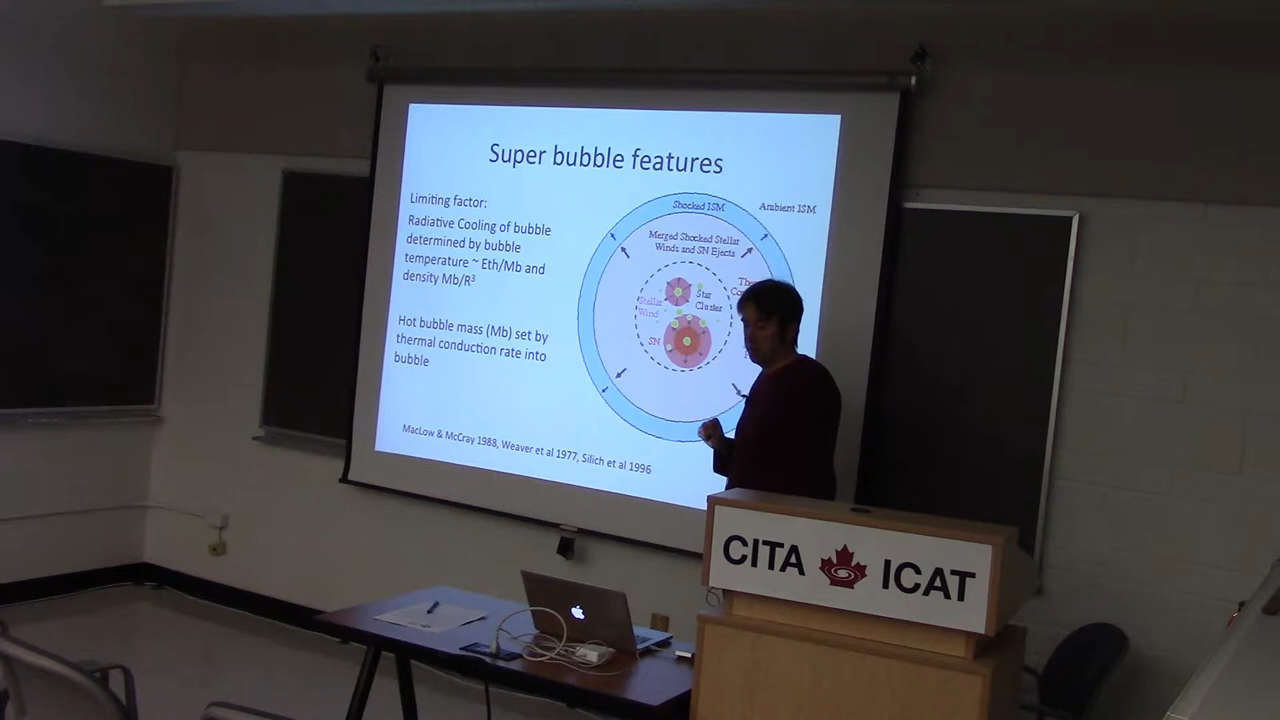 Super bubble features
Limiting factor:
Radiative Cooling of bubble
determined by bubble
temperature ~ Eth/Mb and
density Mb/R³
Hot bubble mass (Mb) set by
thermal conduction rate into
bubble
MacLow & McCray 1988, Weaver et al 1977, Silich et al 1996
Shocked ISM
Ambient ISM
Merged Shocked Stellar
Winds and SN Ejecta
Star
Cluster
Stellar
Wind
SN
CITA ICAT